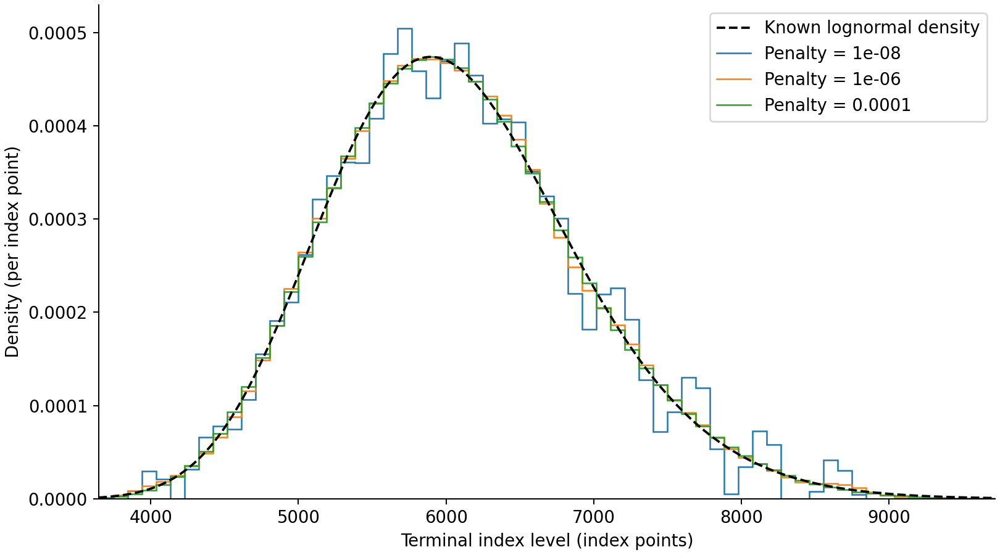 Known lognormal density
Penalty = 1e-08
Penalty = 1e-06
Penalty = 0.0001
Density (per index point)
0.0005
0.0004
0.0003
0.0002
0.0001
0.0000
4000 5000 6000 7000 8000 9000
Terminal index level (index points)